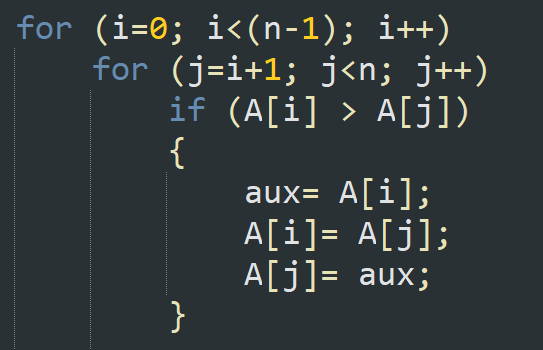 for (i=0; i<(n-1); i++)
for (j=i+1; j<n; j++)
if (A[i] > A[j])
{
aux= A[i];
A[i]= A[j];
A[j]= aux;
}